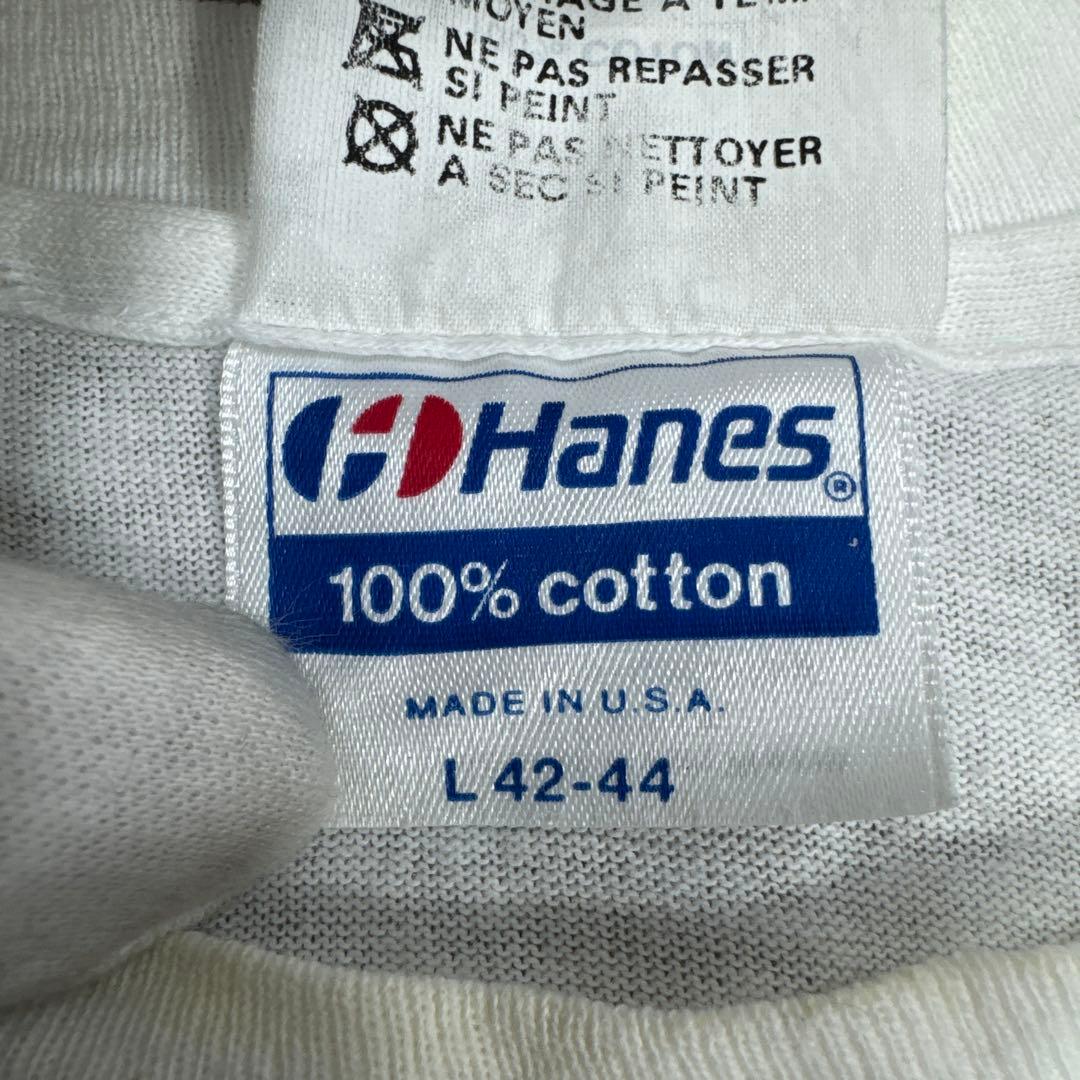 MOYEN
NE PAS REPASSER
SI PEINT
NE PAS NETTOYER
A SEC SI PEINT
Hanes®
100% cotton
MADE IN U.S.A.
L 42-44